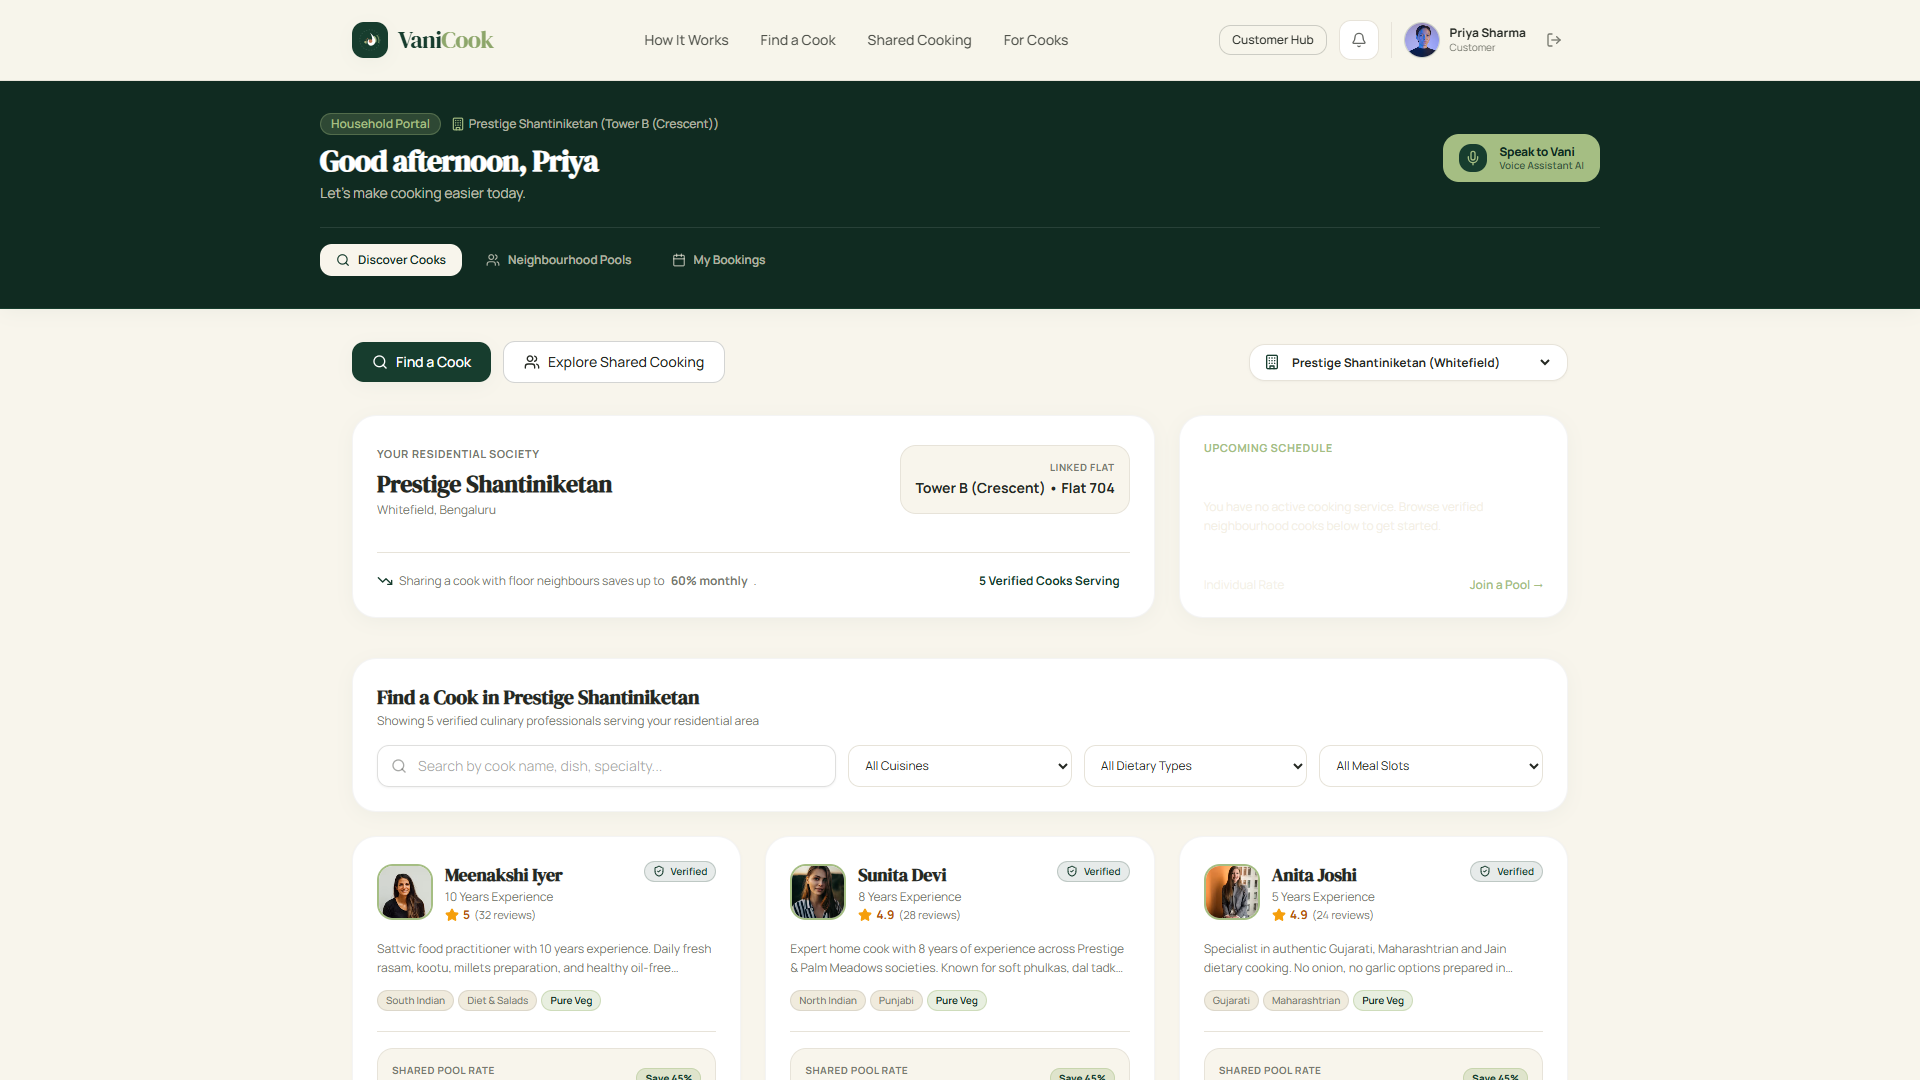 VaniCook
How It Works
Find a Cook
Shared Cooking
For Cooks
Customer Hub
Priya Sharma
Customer
Household Portal
Prestige Shantiniketan (Tower B (Crescent))
Good afternoon, Priya
Let's make cooking easier today.
Speak to Vani
Voice Assistant AI
Discover Cooks
Neighbourhood Pools
My Bookings
Find a Cook
Explore Shared Cooking
Prestige Shantiniketan (Whitefield)
YOUR RESIDENTIAL SOCIETY
Prestige Shantiniketan
Whitefield, Bengaluru
LINKED FLAT
Tower B (Crescent) • Flat 704
Sharing a cook with floor neighbours saves up to 60% monthly .
5 Verified Cooks Serving
UPCOMING SCHEDULE
You have no active cooking service. Browse verified
neighbourhood cooks below to get started.
Individual Rate
Join a Pool →
Find a Cook in Prestige Shantiniketan
Showing 5 verified culinary professionals serving your residential area
Search by cook name, dish, specialty...
All Cuisines
All Dietary Types
All Meal Slots
Meenakshi Iyer
Verified
10 Years Experience
5 (32 reviews)
Sattvic food practitioner with 10 years experience. Daily fresh
rasam, kootu, millets preparation, and healthy oil-free...
South Indian
Diet & Salads
Pure Veg
SHARED POOL RATE
Save 45%
Sunita Devi
Verified
8 Years Experience
4.9 (28 reviews)
Expert home cook with 8 years of experience across Prestige
& Palm Meadows societies. Known for soft phulkas, dal tadk...
North Indian
Punjabi
Pure Veg
SHARED POOL RATE
Save 45%
Anita Joshi
Verified
5 Years Experience
4.9 (24 reviews)
Specialist in authentic Gujarati, Maharashtrian and Jain
dietary cooking. No onion, no garlic options prepared in...
Gujarati
Maharashtrian
Pure Veg
SHARED POOL RATE
Save 45%